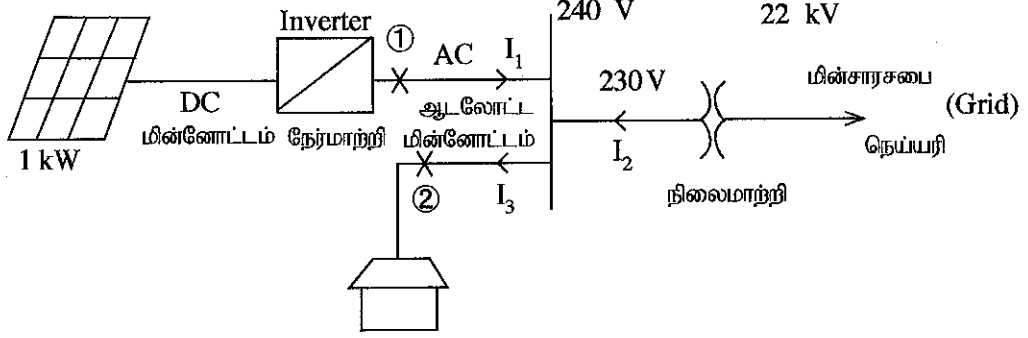 240 V
22 kV
Inverter
①
AC
I₁
230 V
மின்சாரசபை
(Grid)
DC
ஆடலோட்ட
மின்னோட்டம்
நேர்மாற்றி
மின்னோட்டம்
நெய்யரி
1 kW
I₂
②
I₃
நிலைமாற்றி